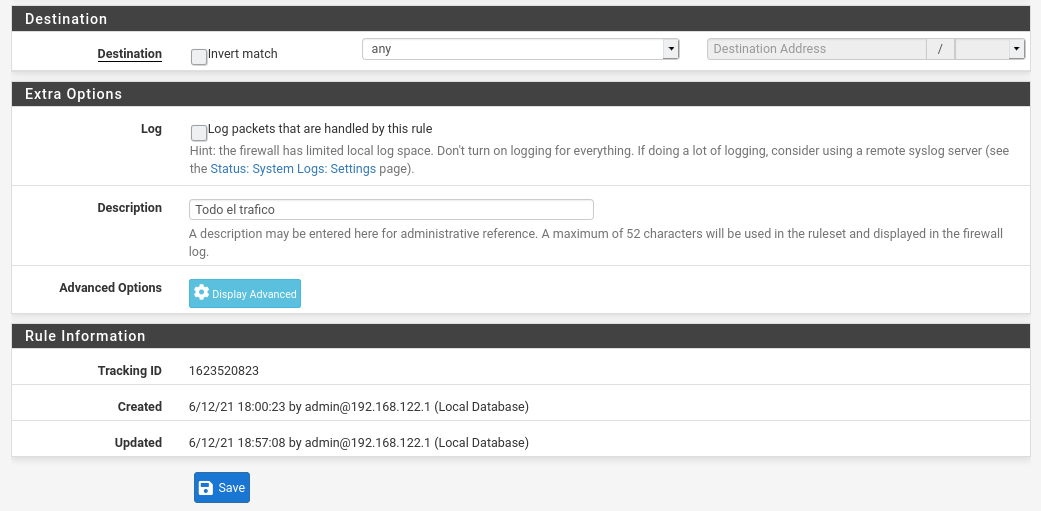 Destination
Destination Invert match any Destination Address /
Extra Options
Log Log packets that are handled by this rule
Hint: the firewall has limited local log space. Don't turn on logging for everything. If doing a lot of logging, consider using a remote syslog server (see
the Status: System Logs: Settings page).
Description Todo el trafico
A description may be entered here for administrative reference. A maximum of 52 characters will be used in the ruleset and displayed in the firewall
log.
Advanced Options Display Advanced
Rule Information
Tracking ID 1623520823
Created 6/12/21 18:00:23 by admin@192.168.122.1 (Local Database)
Updated 6/12/21 18:57:08 by admin@192.168.122.1 (Local Database)
Save